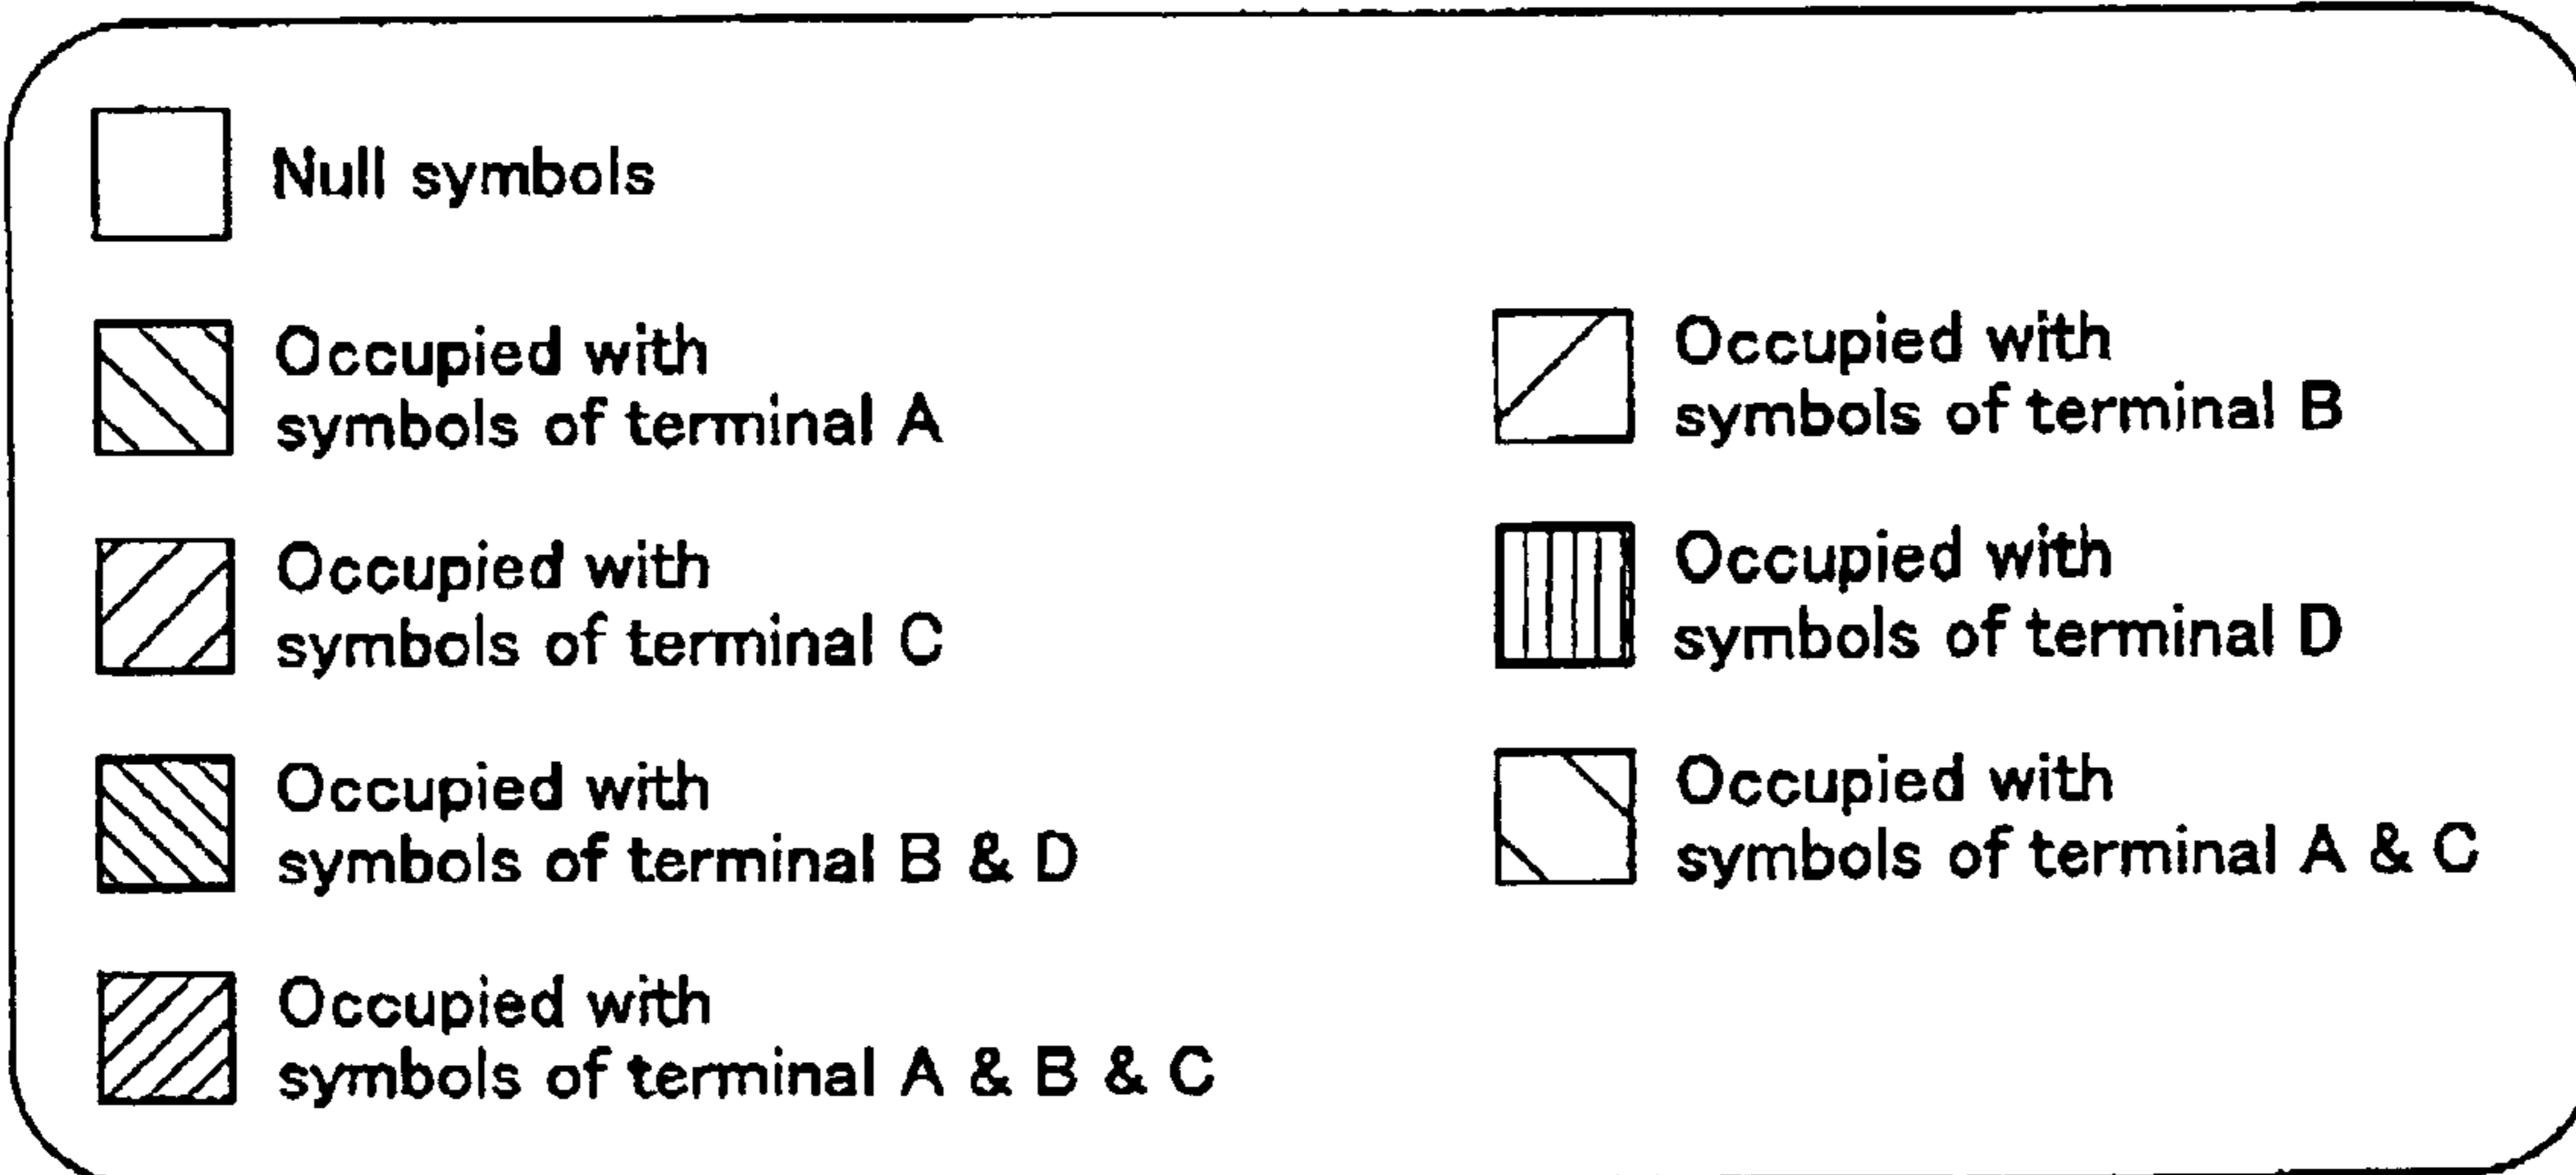 Null symbols
Occupied with
symbols of terminal A
Occupied with
symbols of terminal B
Occupied with
symbols of terminal C
Occupied with
symbols of terminal D
Occupied with
symbols of terminal B & D
Occupied with
symbols of terminal A & C
Occupied with
symbols of terminal A & B & C